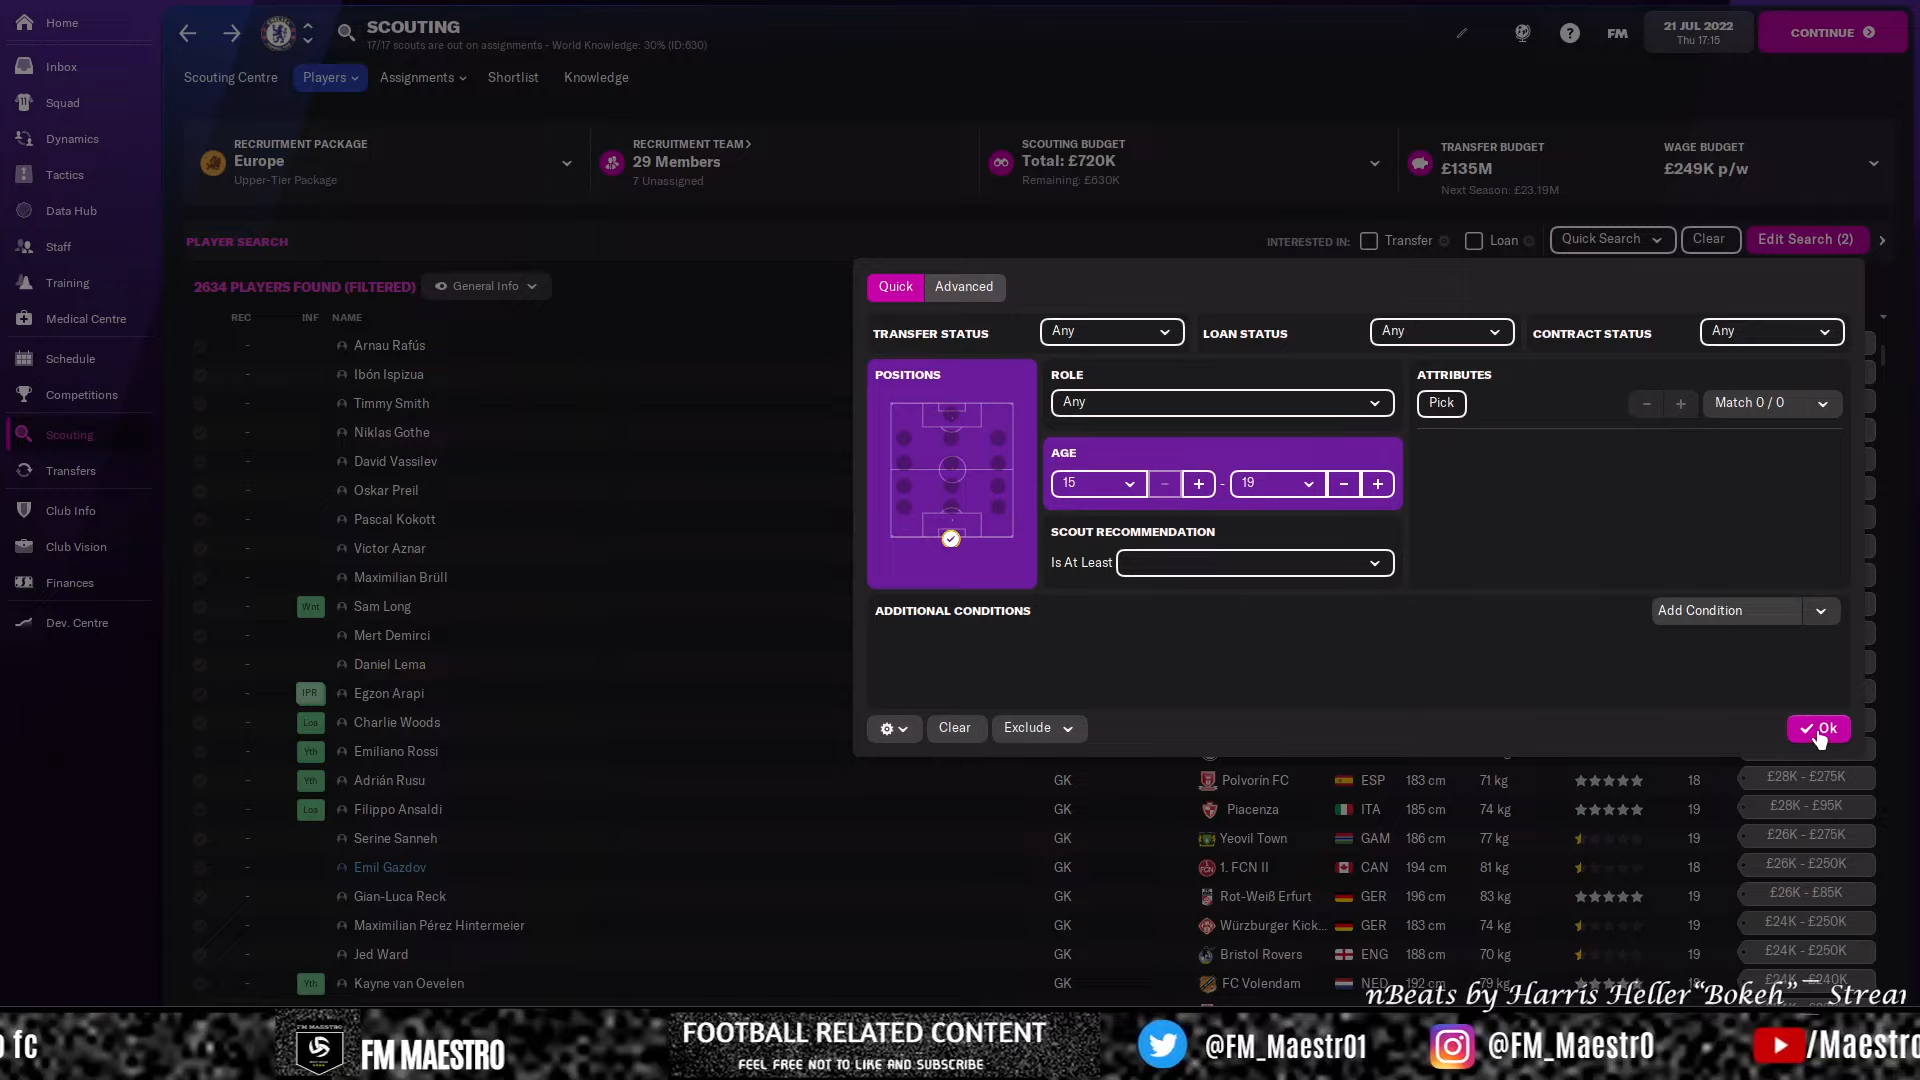 Home
Inbox
Squad
Dynamics
Tactics
Data Hub
Staff
Training
Medical Centre
Schedule
Competitions
Scouting
Transfers
Club Info
Club Vision
Finances
Dev. Centre
SCOUTING
17/17 scouts are out on assignments - World Knowledge: 30% (ID:630)
FM
21 JUL 2022
Thu 17:15
CONTINUE
Scouting Centre Players Assignments Shortlist Knowledge
RECRUITMENT PACKAGE
Europe
Upper-Tier Package
RECRUITMENT TEAM>
29 Members
7 Unassigned
SCOUTING BUDGET
Total: £720K
Remaining: £630K
TRANSFER BUDGET
£135M
Next Season: £23.19M
WAGE BUDGET
£249K p/w
PLAYER SEARCH
INTERESTED IN: Transfer Loan Quick Search Clear Edit Search (2)
2634 PLAYERS FOUND (FILTERED) General Info
REC INF NAME
- Arnau Rafús
- Ibón Ispizua
- Timmy Smith
- Niklas Gothe
- David Vassilev
- Oskar Preil
- Pascal Kokott
- Victor Aznar
- Maximilian Brüll
- Wnt Sam Long
- Mert Demirci
- Daniel Lema
- IPR Egzon Arapi
- Loa Charlie Woods
- Yth Emiliano Rossi
Quick Advanced
TRANSFER STATUS Any LOAN STATUS Any CONTRACT STATUS Any
POSITIONS
ROLE
Any
ATTRIBUTES
Pick - + Match 0 / 0
AGE
15 - + - 19 - +
SCOUT RECOMMENDATION
Is At Least
ADDITIONAL CONDITIONS Add Condition
Clear Exclude Ok
- Yth Adrián Rusu GK Polvorín FC ESP 183 cm 71 kg 18 £28K - £275K
- Loa Filippo Ansaldi GK Piacenza ITA 185 cm 74 kg 19 £28K - £95K
- Serine Sanneh GK Yeovil Town GAM 186 cm 77 kg 19 £26K - £275K
- Emil Gazdov GK 1. FCN II CAN 194 cm 81 kg 18 £26K - £250K
- Gian-Luca Reck GK Rot-Weiß Erfurt GER 196 cm 83 kg 19 £26K - £85K
- Maximilian Pérez Hintermeier GK Würzburger Kick... GER 183 cm 74 kg 19 £24K - £250K
- Jed Ward GK Bristol Rovers ENG 188 cm 70 kg 19 £24K - £250K
- Yth Kayne van Oevelen GK FC Volendam NED 192 cm 79 kg £24K - £240K
nBeats by Harris Heller "Bokeh" - Strear
o fc
FM MAESTRO
FM MAESTRO
FOOTBALL RELATED CONTENT
FEEL FREE NOT TO LIKE AND SUBSCRIBE
@FM_Maestr01
@FM_Maestr0
/Maestro